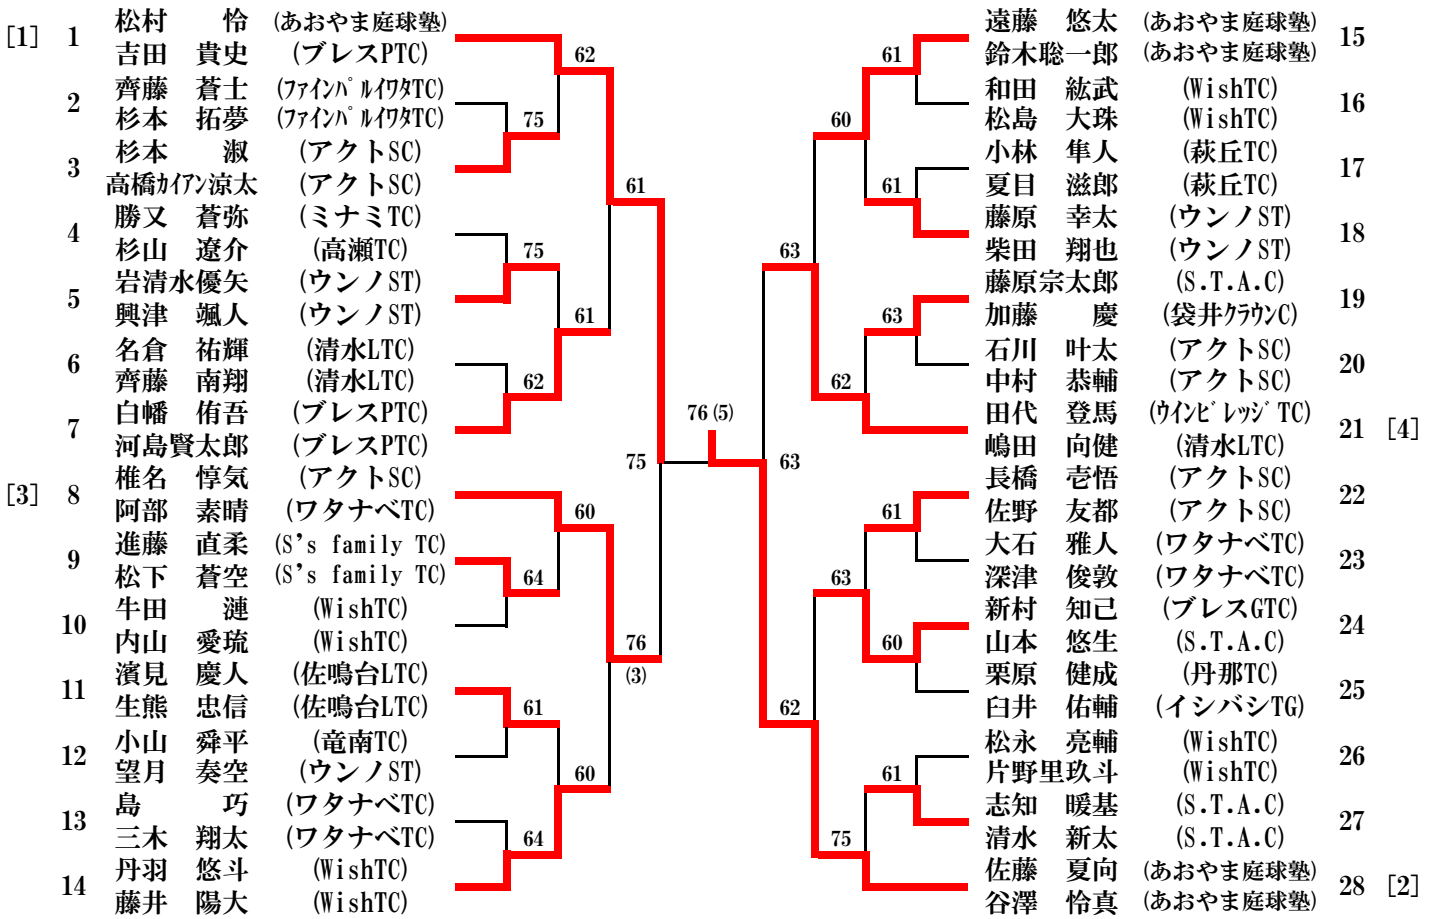 [1] 1 松村 怜 (あおやま庭球塾)
吉田 貴史 (ブレスPTC)
2 齊藤 蒼士 (ファインパルイワタTC)
杉本 拓夢 (ファインパルイワタTC)
3 杉本 淑 (アクトSC)
高橋カイアン涼太 (アクトSC)
4 勝又 蒼弥 (ミナミTC)
杉山 遼介 (高瀬TC)
5 岩清水優矢 (ウンノST)
興津 颯人 (ウンノST)
6 名倉 祐輝 (清水LTC)
齊藤 南翔 (清水LTC)
7 白幡 侑吾 (ブレスPTC)
河島賢太郎 (ブレスPTC)
[3] 8 椎名 惇気 (アクトSC)
阿部 素晴 (ワタナベTC)
9 進藤 直柔 (S’s family TC)
松下 蒼空 (S’s family TC)
10 牛田 漣 (WishTC)
内山 愛琉 (WishTC)
11 濱見 慶人 (佐鳴台LTC)
生熊 忠信 (佐鳴台LTC)
12 小山 舜平 (竜南TC)
望月 奏空 (ウンノST)
13 島 巧 (ワタナベTC)
三木 翔太 (ワタナベTC)
14 丹羽 悠斗 (WishTC)
藤井 陽大 (WishTC)
62
75
61
75
61
62
75
60
64
76
(3)
61
60
64
76(5)
63
61
60
61
63
63
62
61
63
60
62
61
75
遠藤 悠太 (あおやま庭球塾) 15
鈴木聡一郎 (あおやま庭球塾)
和田 紘武 (WishTC) 16
松島 大珠 (WishTC)
小林 隼人 (萩丘TC) 17
夏目 滋郎 (萩丘TC)
藤原 幸太 (ウンノST) 18
柴田 翔也 (ウンノST)
藤原宗太郎 (S.T.A.C) 19
加藤 慶 (袋井クラウンC)
石川 叶太 (アクトSC) 20
中村 恭輔 (アクトSC)
田代 登馬 (ウインビレッジTC) 21 [4]
嶋田 向健 (清水LTC)
長橋 壱悟 (アクトSC) 22
佐野 友都 (アクトSC)
大石 雅人 (ワタナベTC) 23
深津 俊敦 (ワタナベTC)
新村 知己 (ブレスGTC) 24
山本 悠生 (S.T.A.C)
栗原 健成 (丹那TC) 25
臼井 佑輔 (イシバシTG)
松永 亮輔 (WishTC) 26
片野里玖斗 (WishTC)
志知 暖基 (S.T.A.C) 27
清水 新太 (S.T.A.C)
佐藤 夏向 (あおやま庭球塾) 28 [2]
谷澤 怜真 (あおやま庭球塾)